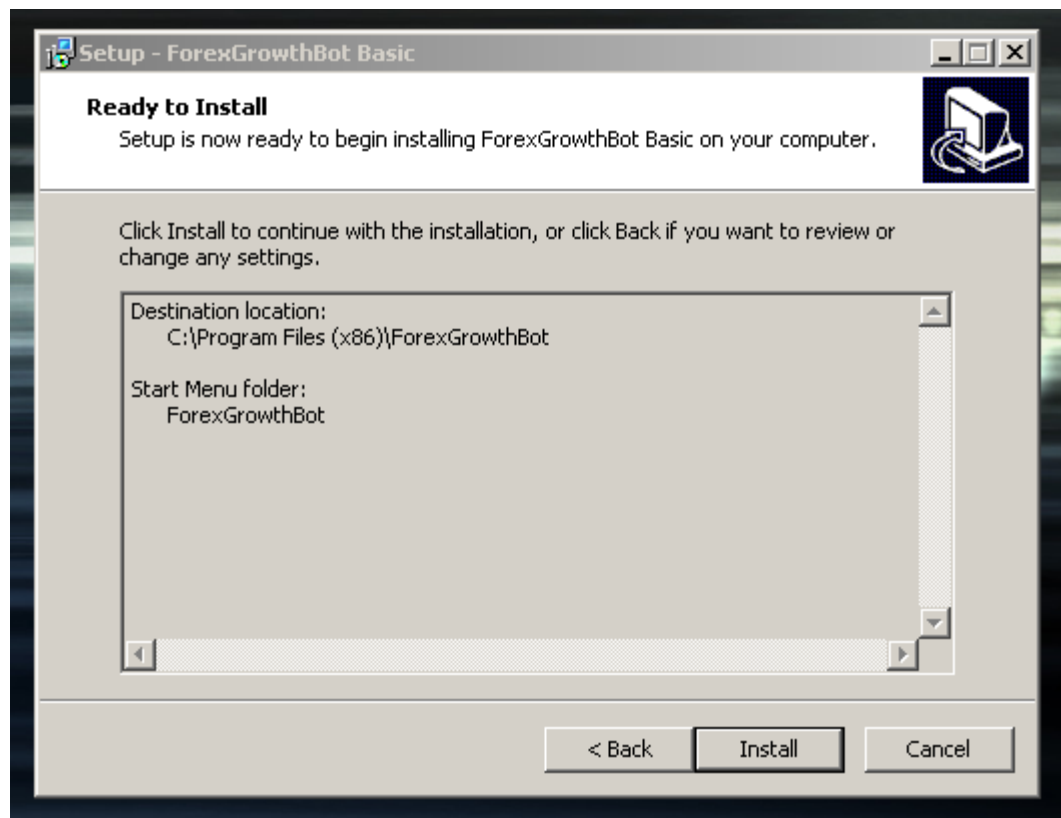 Setup - ForexGrowthBot Basic
Ready to Install
Setup is now ready to begin installing ForexGrowthBot Basic on your computer.
Click Install to continue with the installation, or click Back if you want to review or
change any settings.
Destination location:
C:\Program Files (x86)\ForexGrowthBot
Start Menu folder:
ForexGrowthBot
< Back Install Cancel